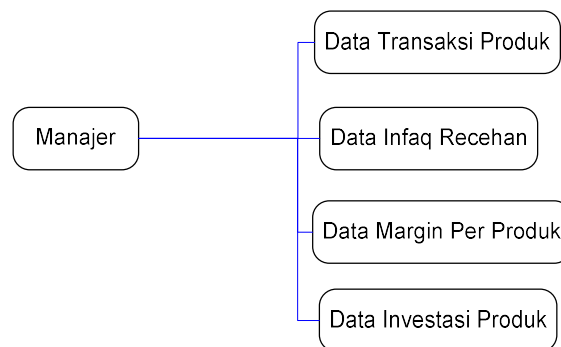 Data Transaksi Produk
Manajer
Data Infaq Recehan
Data Margin Per Produk
Data Investasi Produk